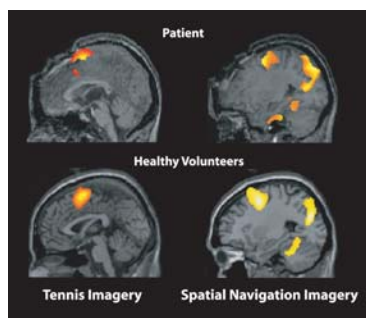 Patient
Healthy Volunteers
Tennis Imagery Spatial Navigation Imagery